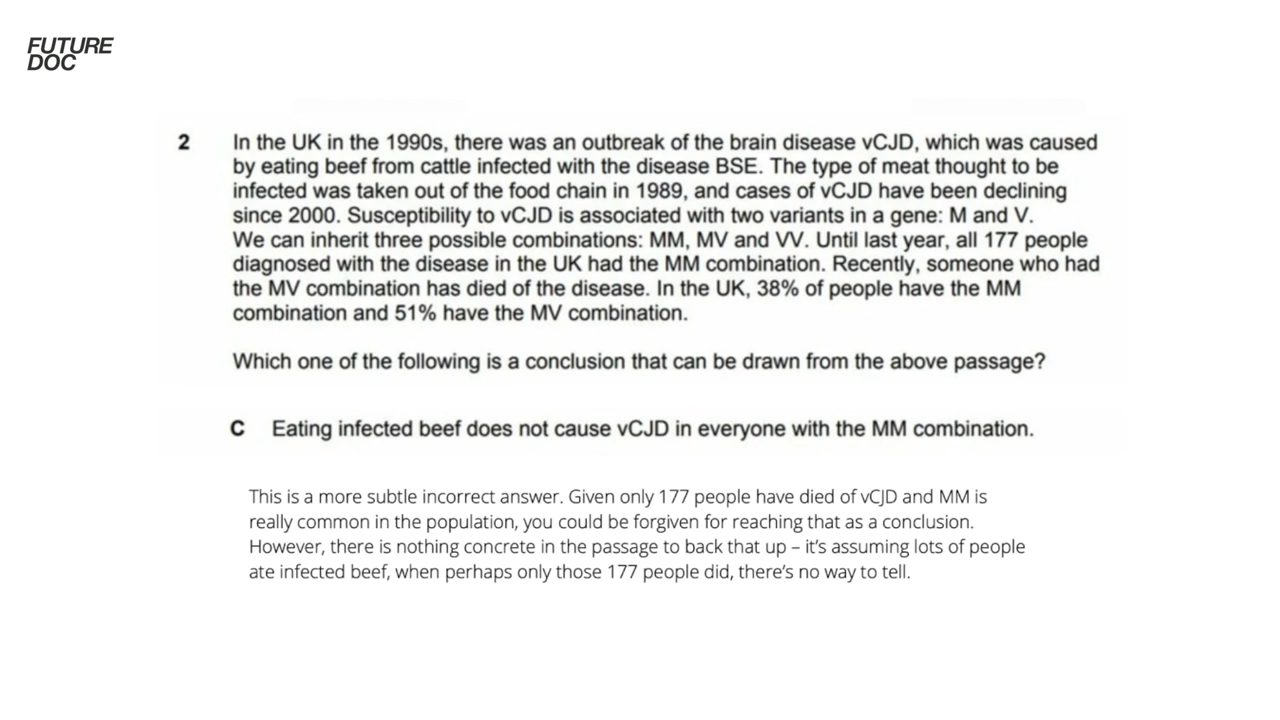 FUTURE
DOC
2 In the UK in the 1990s, there was an outbreak of the brain disease vCJD, which was caused
by eating beef from cattle infected with the disease BSE. The type of meat thought to be
infected was taken out of the food chain in 1989, and cases of vCJD have been declining
since 2000. Susceptibility to vCJD is associated with two variants in a gene: M and V.
We can inherit three possible combinations: MM, MV and VV. Until last year, all 177 people
diagnosed with the disease in the UK had the MM combination. Recently, someone who had
the MV combination has died of the disease. In the UK, 38% of people have the MM
combination and 51% have the MV combination.
Which one of the following is a conclusion that can be drawn from the above passage?
C Eating infected beef does not cause vCJD in everyone with the MM combination.
This is a more subtle incorrect answer. Given only 177 people have died of vCJD and MM is
really common in the population, you could be forgiven for reaching that as a conclusion.
However, there is nothing concrete in the passage to back that up – it's assuming lots of people
ate infected beef, when perhaps only those 177 people did, there's no way to tell.